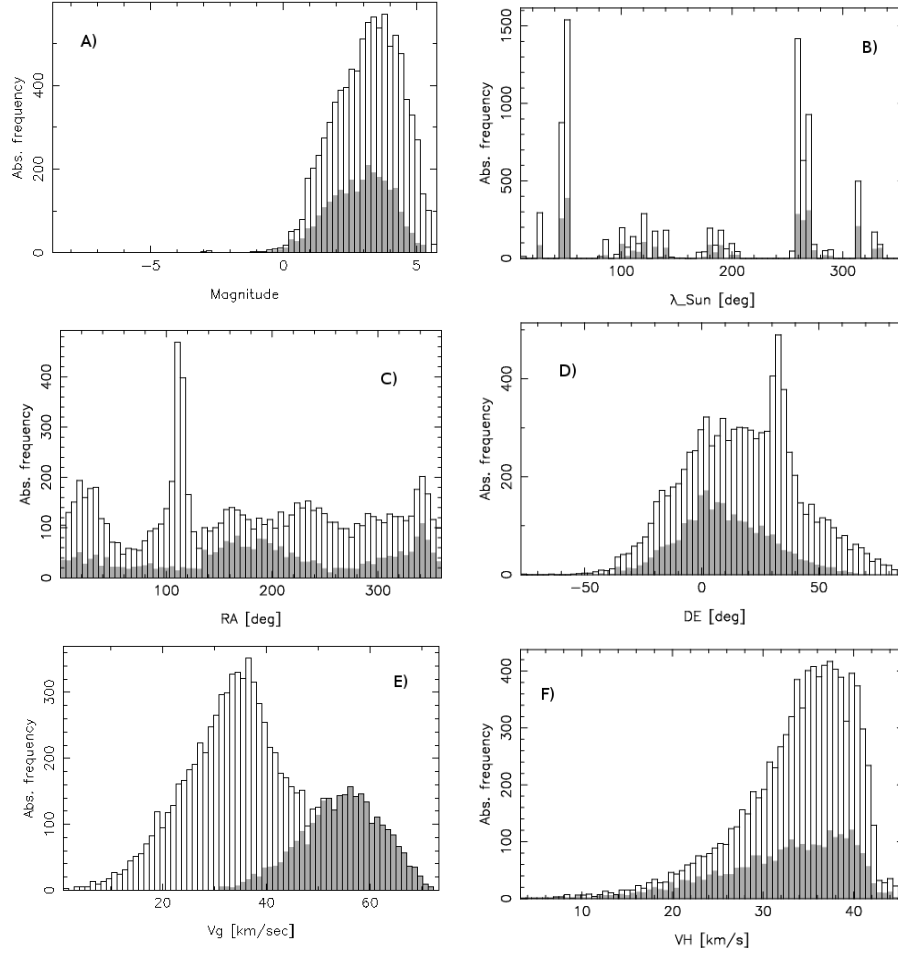 A)
Abs. frequency
0
200
400
−5
0
5
Magnitude
B)
Abs. frequency
0
500
1000
1500
100
200
300
λ_Sun [deg]
C)
Abs. frequency
0
100
200
300
400
100
200
300
RA [deg]
D)
Abs. frequency
0
200
400
−50
0
50
DE [deg]
E)
Abs. frequency
0
100
200
300
20
40
60
Vg [km/sec]
F)
Abs. frequency
0
100
200
300
400
10
20
30
40
VH [km/s]